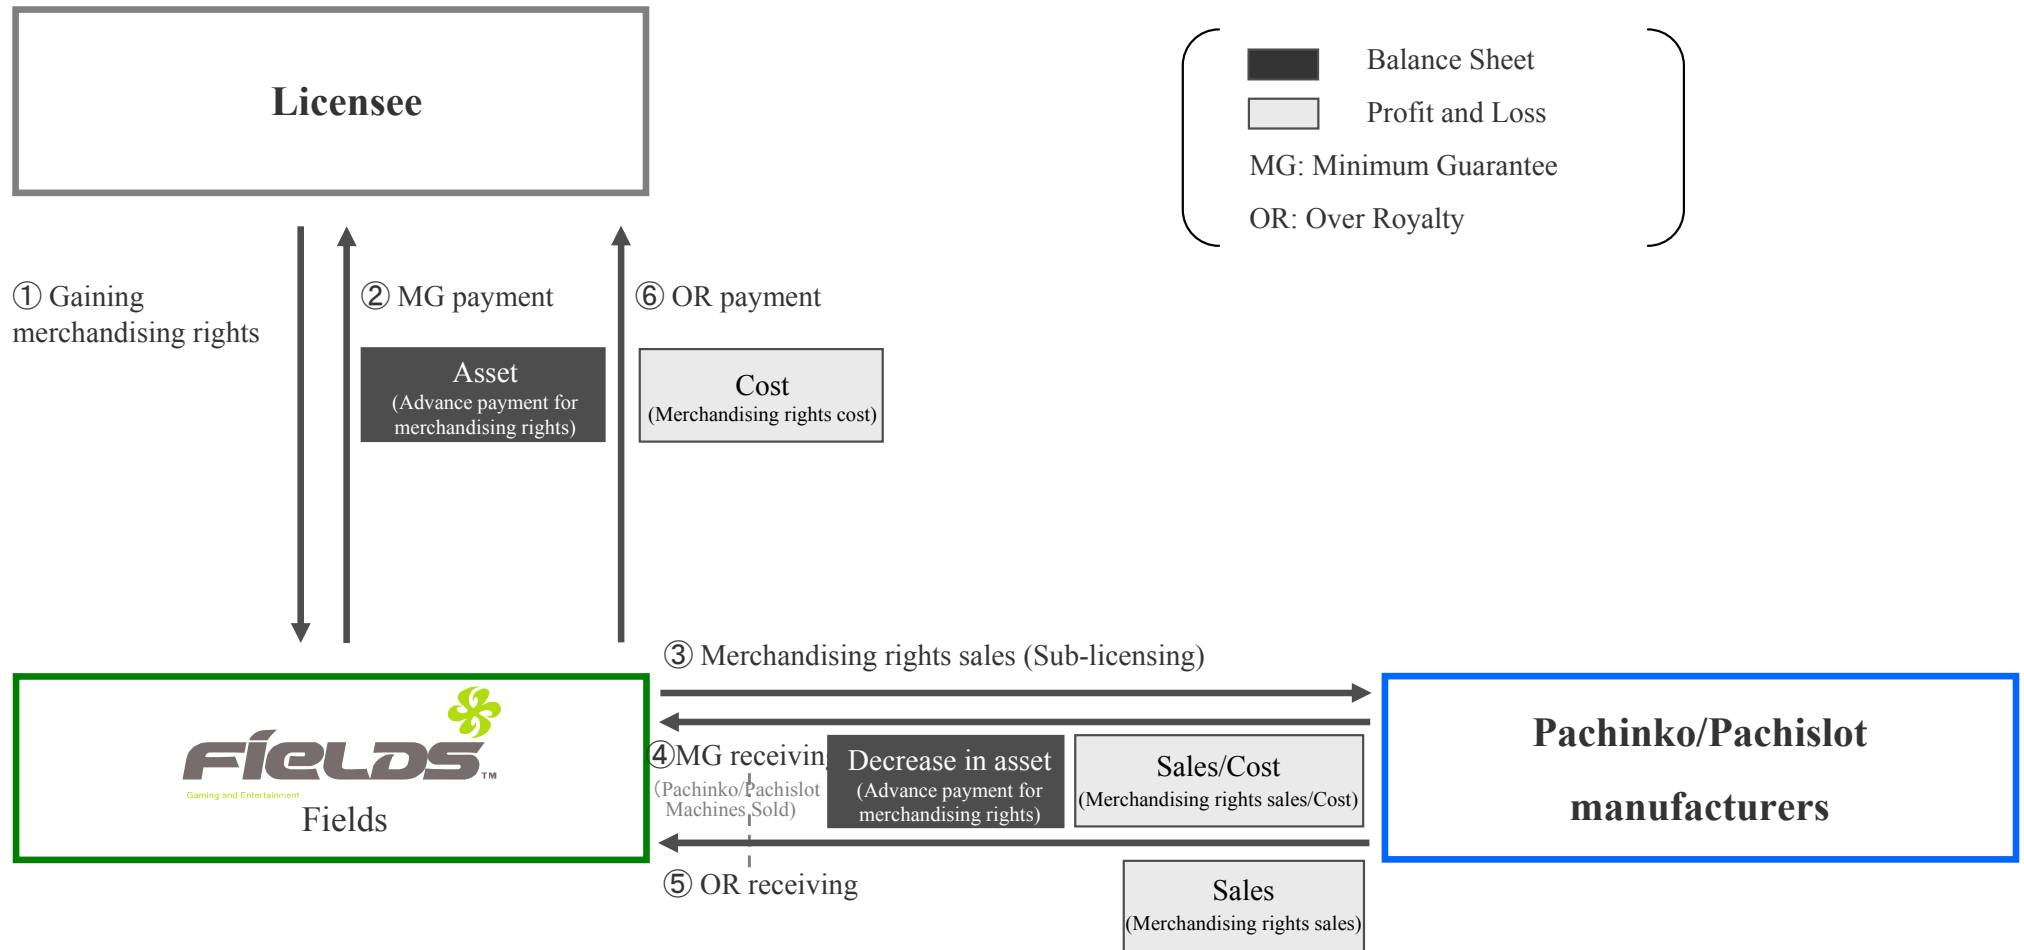 Licensee
Balance Sheet
Profit and Loss
MG: Minimum Guarantee
OR: Over Royalty
① Gaining
merchandising rights
② MG payment
Asset
(Advance payment for
merchandising rights)
⑥ OR payment
Cost
(Merchandising rights cost)
③ Merchandising rights sales (Sub-licensing)
FIELDS™
Gaming and Entertainment
Fields
④MG receiving
(Pachinko/Pachislot
Machines Sold)
Decrease in asset
(Advance payment for
merchandising rights)
Sales/Cost
(Merchandising rights sales/Cost)
⑤ OR receiving
Sales
(Merchandising rights sales)
Pachinko/Pachislot
manufacturers